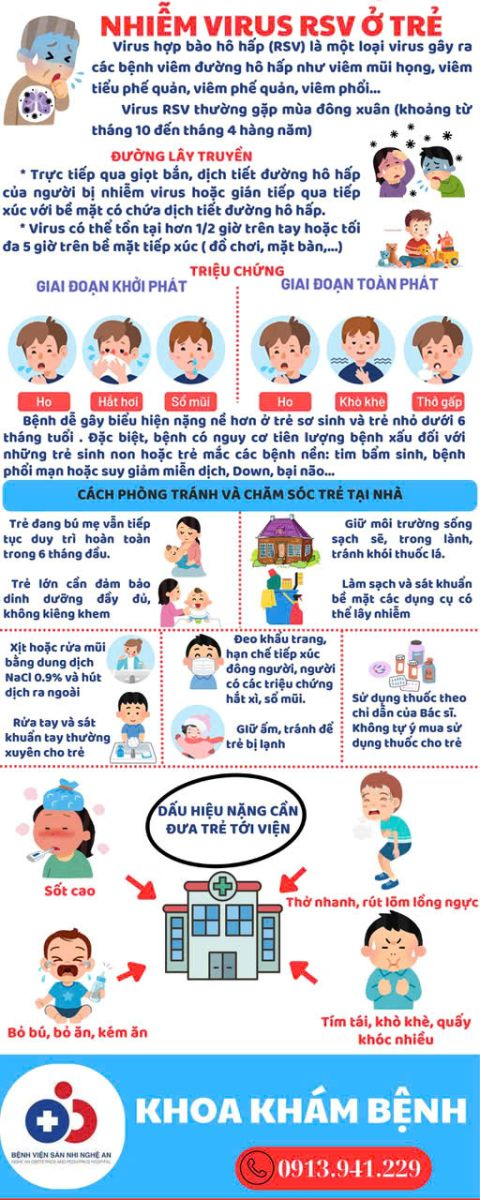 NHIỄM VIRUS RSV Ở TRẺ
Virus hợp bào hô hấp (RSV) là một loại virus gây ra
các bệnh viêm đường hô hấp như viêm mũi họng, viêm
tiểu phế quản, viêm phế quản, viêm phổi...
Virus RSV thường gặp mùa đông xuân (khoảng từ
tháng 10 đến tháng 4 hàng năm)
ĐƯỜNG LÂY TRUYỀN
* Trực tiếp qua giọt bắn, dịch tiết đường hô hấp
của người bị nhiễm virus hoặc gián tiếp qua tiếp
xúc với bề mặt có chứa dịch tiết đường hô hấp.
* Virus có thể tồn tại hơn 1/2 giờ trên tay hoặc tối
đa 5 giờ trên bề mặt tiếp xúc ( đồ chơi, mặt bàn,...)
TRIỆU CHỨNG
GIAI ĐOẠN KHỞI PHÁT
GIAI ĐOẠN TOÀN PHÁT
Ho
Hắt hơi
Sổ mũi
Ho
Khò khè
Thở gấp
Bệnh dễ gây biểu hiện nặng nề hơn ở trẻ sơ sinh và trẻ nhỏ dưới 6
tháng tuổi . Đặc biệt, bệnh có nguy cơ tiên lượng bệnh xấu đối với
những trẻ sinh non hoặc trẻ mắc các bệnh nền: tim bẩm sinh, bệnh
phổi mạn hoặc suy giảm miễn dịch, Down, bại não...
CÁCH PHÒNG TRÁNH VÀ CHĂM SÓC TRẺ TẠI NHÀ
Trẻ đang bú mẹ vẫn tiếp
tục duy trì hoàn toàn
trong 6 tháng đầu.
Trẻ lớn cần đảm bảo
dinh dưỡng đầy đủ,
không kiêng khem
Giữ môi trường sống
sạch sẽ, trong lành,
tránh khói thuốc lá.
Làm sạch và sát khuẩn
bề mặt các dụng cụ có
thể lây nhiễm
Xịt hoặc rửa mũi
bằng dung dịch
NaCl 0.9% và hút
dịch ra ngoài
Rửa tay và sát
khuẩn tay thường
xuyên cho trẻ
Đeo khẩu trang,
hạn chế tiếp xúc
đông người, người
có các triệu chứng
hắt xì, sổ mũi.
Giữ ấm, tránh để
trẻ bị lạnh
Sử dụng thuốc theo
chỉ dẫn của Bác sĩ.
Không tự ý mua sử
dụng thuốc cho trẻ
DẤU HIỆU NẶNG CẦN
ĐƯA TRẺ TỚI VIỆN
Sốt cao
Thở nhanh, rút lõm lồng ngực
Bỏ bú, bỏ ăn, kém ăn
Tím tái, khò khè, quấy
khóc nhiều
BỆNH VIỆN SẢN NHI NGHỆ AN
NGHE AN OBSTETRICS AND PEDIATRICS HOSPITAL
KHOA KHÁM BỆNH
0913.941.229